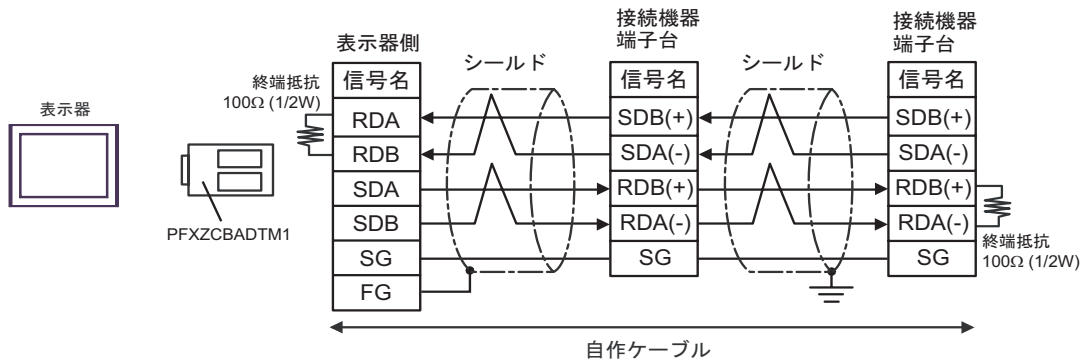 表示器
PFXZCBADTM1
終端抵抗
100Ω (1/2W)
表示器側
信号名
RDA
RDB
SDA
SDB
SG
FG
シールド
接続機器
端子台
信号名
SDB(+)
SDA(-)
RDB(+)
RDA(-)
SG
シールド
接続機器
端子台
信号名
SDB(+)
SDA(-)
RDB(+)
RDA(-)
SG
終端抵抗
100Ω (1/2W)
自作ケーブル